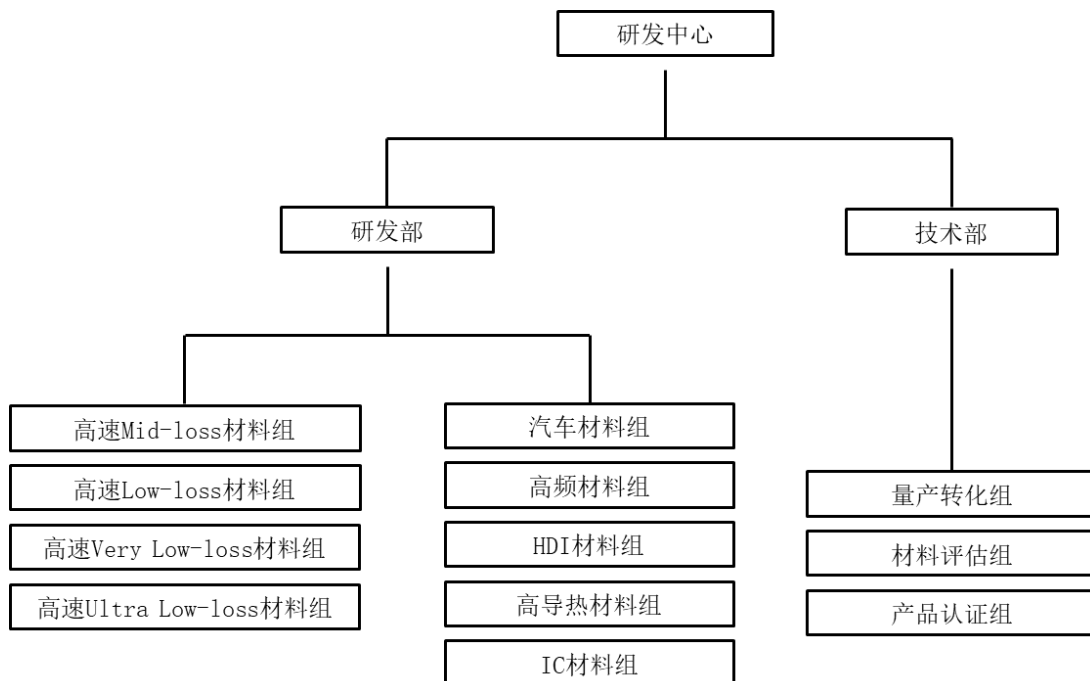 研发中心
研发部
技术部
高速Mid-loss材料组
高速Low-loss材料组
高速Very Low-loss材料组
高速Ultra Low-loss材料组
汽车材料组
高频材料组
HDI材料组
高导热材料组
IC材料组
量产转化组
材料评估组
产品认证组